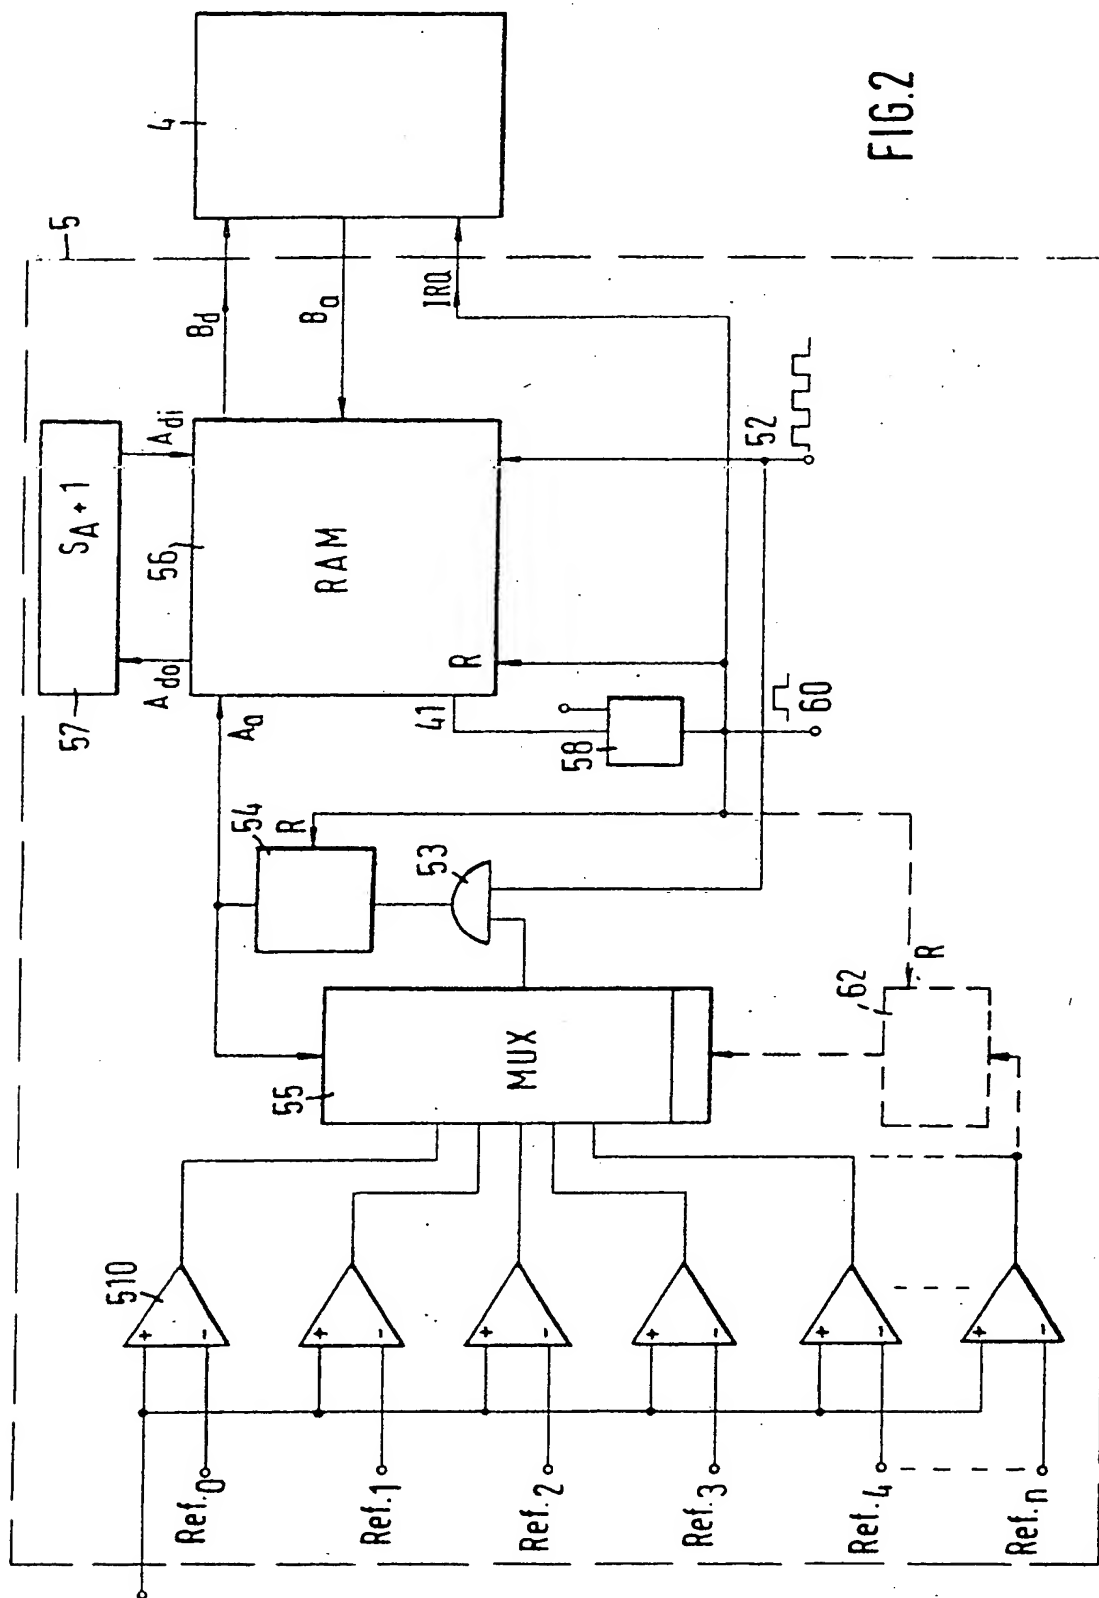 FIG.2
5
4
57
S_A + 1
A_do
A_di
56
RAM
R
B_d
B_a
IRQ
A_a
41
58
60
52
54
R
53
55
MUX
62
R
510
+
-
+
-
+
-
+
-
+
-
+
-
Ref.0
Ref.1
Ref.2
Ref.3
Ref.4
Ref.n